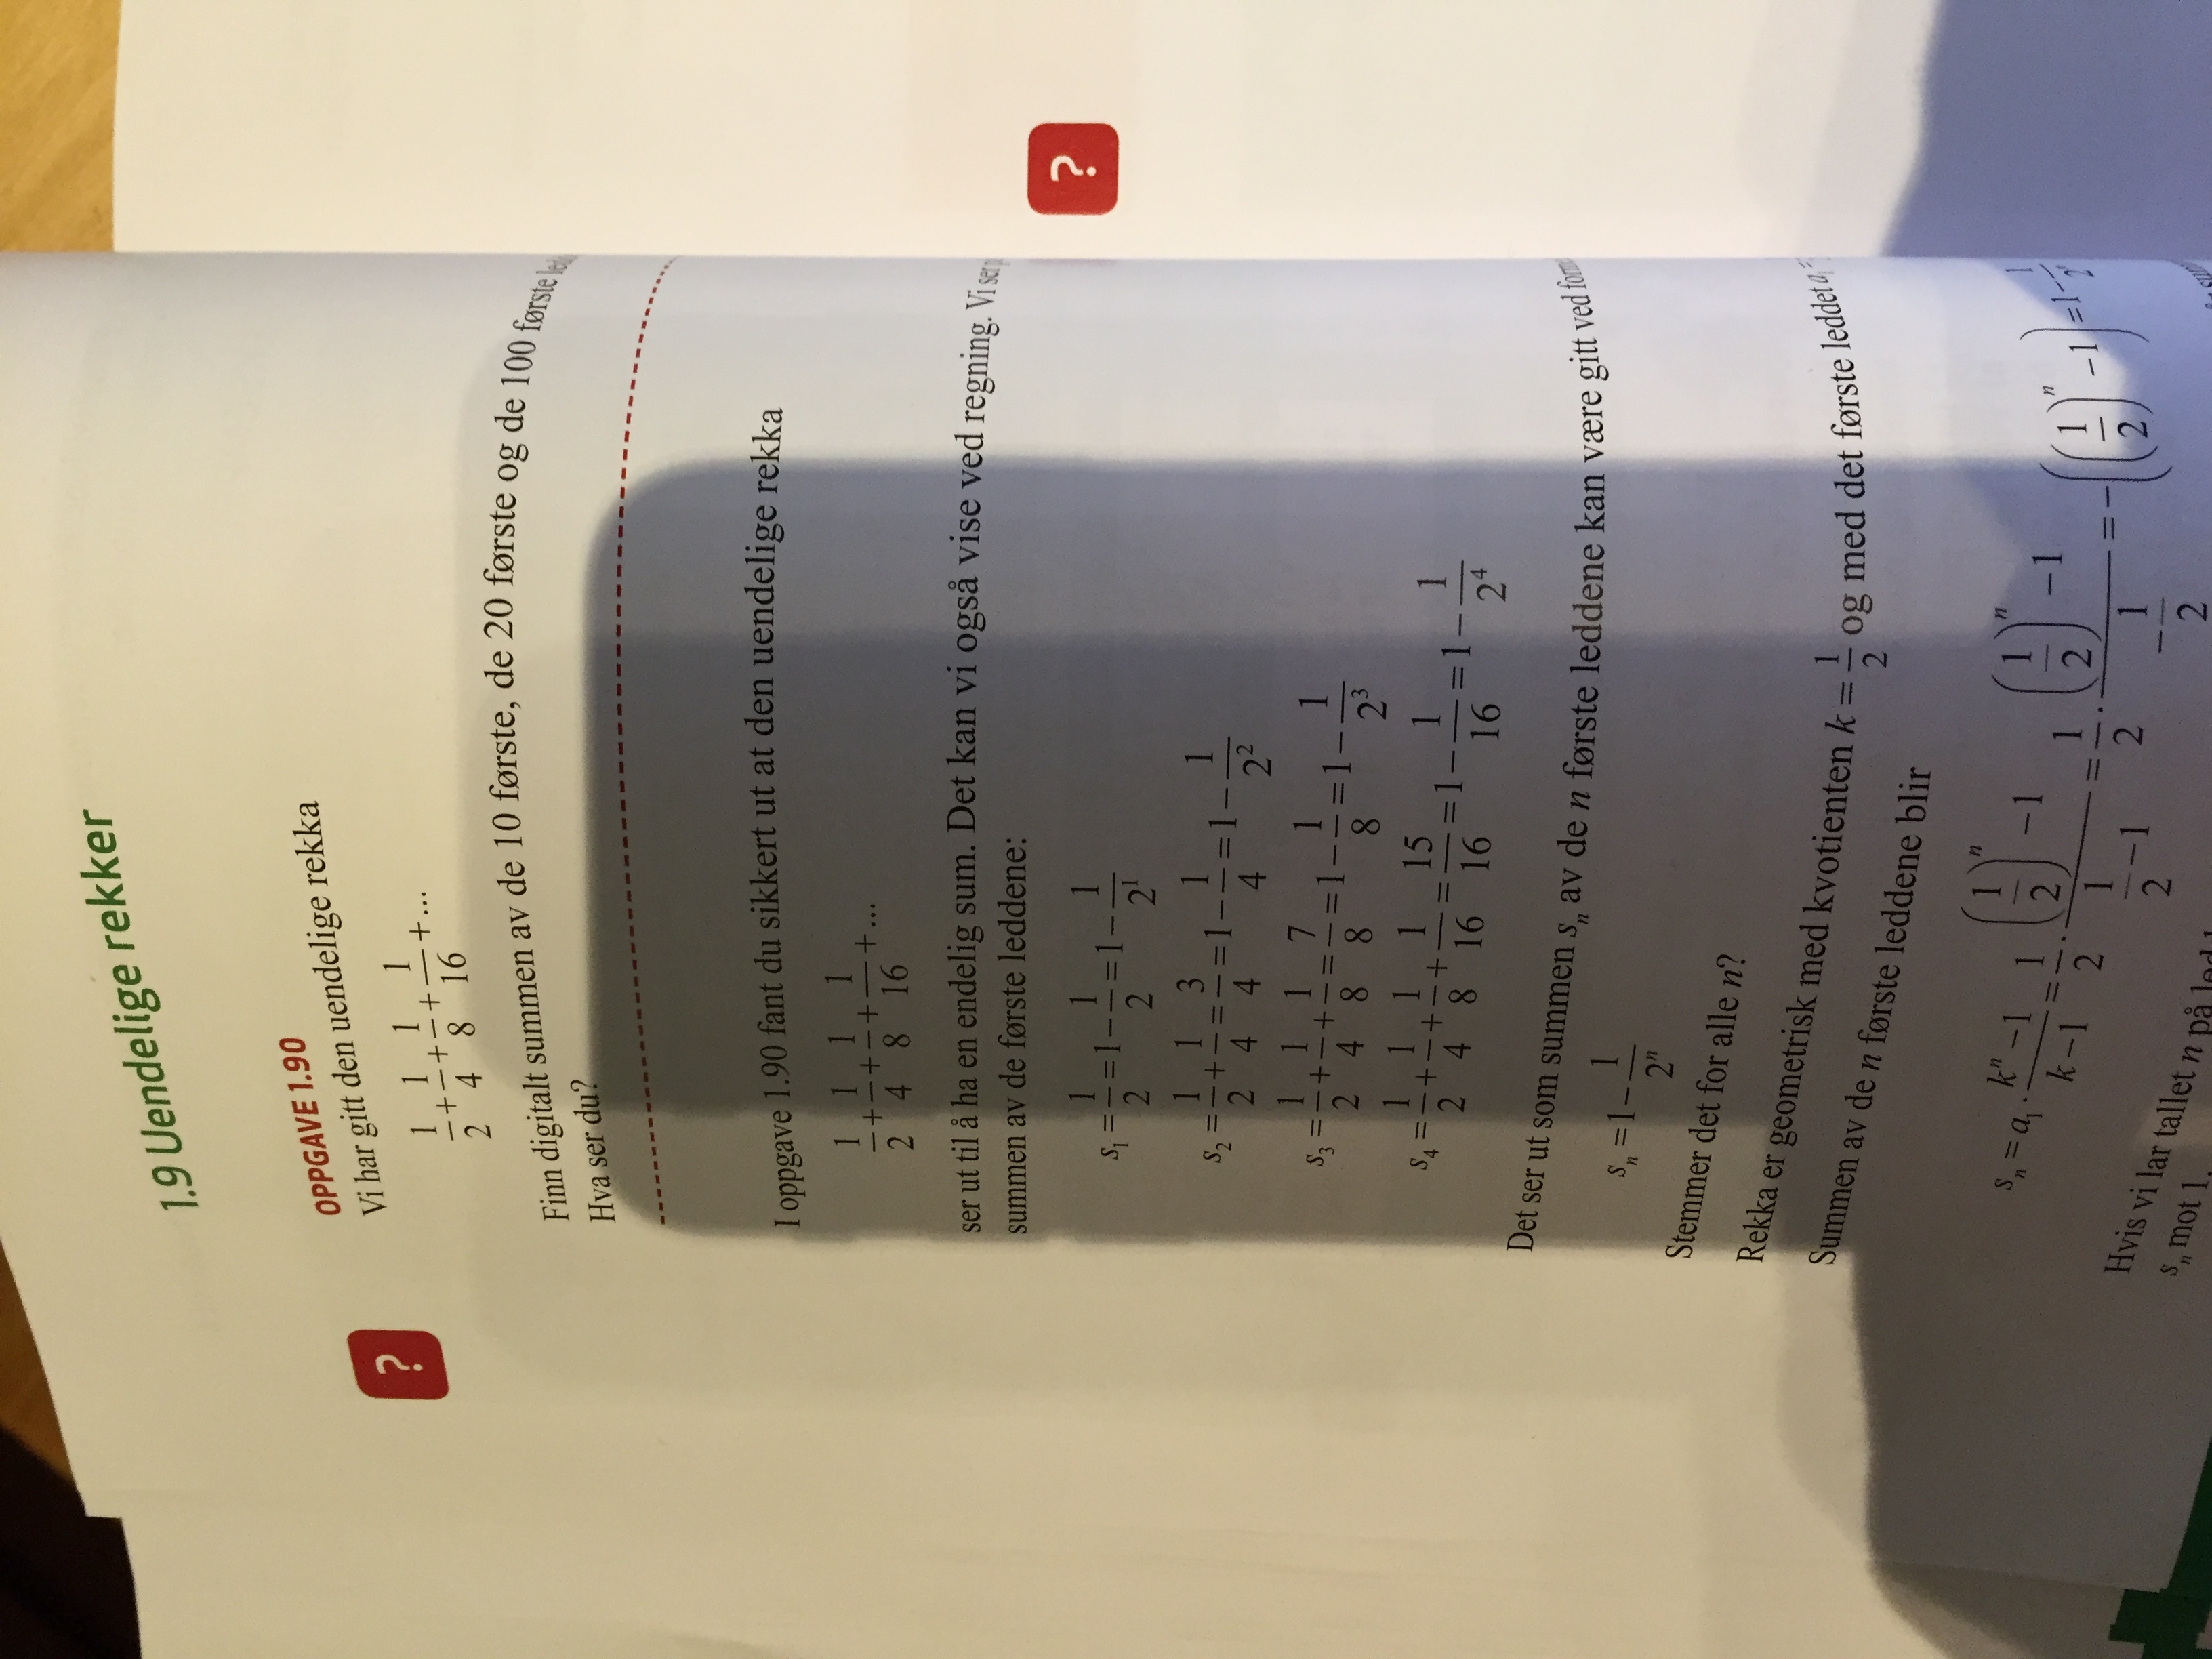 1.9 Uendelige rekker
?
OPPGAVE 1.90
Vi har gitt den uendelige rekka
1/2 + 1/4 + 1/8 + 1/16 + ...
Finn digitalt summen av de 10 første, de 20 første og de 100 første
Hva ser du?
I oppgave 1.90 fant du sikkert ut at den uendelige rekka
1/2 + 1/4 + 1/8 + 1/16 + ...
ser ut til å ha en endelig sum. Det kan vi også vise ved regning. Vi ser
summen av de første leddene:
s₁ = 1/2 = 1 − 1/2 = 1 − 1/2¹
s₂ = 1/2 + 1/4 = 3/4 = 1 − 1/4 = 1 − 1/2²
s₃ = 1/2 + 1/4 + 1/8 = 7/8 = 1 − 1/8 = 1 − 1/2³
s₄ = 1/2 + 1/4 + 1/8 + 1/16 = 15/16 = 1 − 1/16 = 1 − 1/2⁴
Det ser ut som summen sₙ av de n første leddene kan være gitt ved
sₙ = 1 − 1/2ⁿ
Stemmer det for alle n?
Rekka er geometrisk med kvotienten k = 1/2 og med det første leddet a₁ =
Summen av de n første leddene blir
sₙ = a₁ · (kⁿ − 1)/(k − 1) = 1/2 · ((1/2)ⁿ − 1)/(1/2 − 1) = 1/2 · ((1/2)ⁿ − 1)/(−1/2) = −((1/2)ⁿ − 1) = 1 − 1/2ⁿ
Hvis vi lar tallet n på
sₙ mot 1.
?